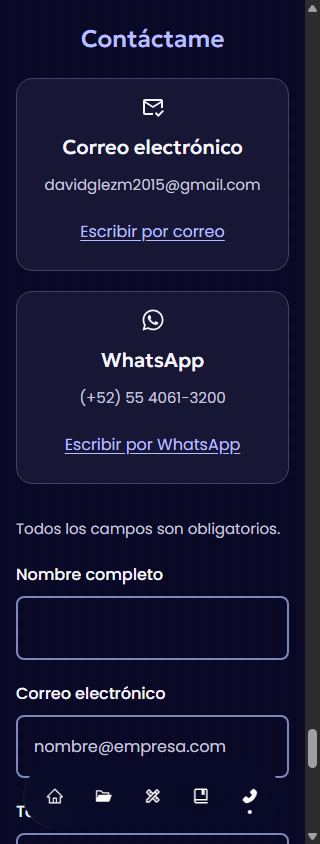 Contáctame
Correo electrónico
davidglezm2015@gmail.com
Escribir por correo
WhatsApp
(+52) 55 4061-3200
Escribir por WhatsApp
Todos los campos son obligatorios.
Nombre completo
Correo electrónico
nombre@empresa.com